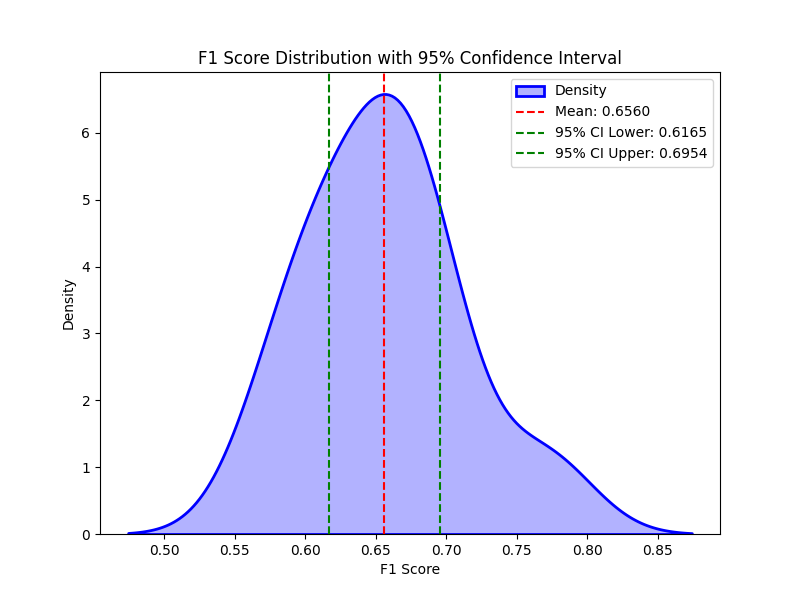 F1 Score Distribution with 95% Confidence Interval
Density
Mean: 0.6560
95% CI Lower: 0.6165
95% CI Upper: 0.6954
6
5
4
3
2
1
0
Density
0.50 0.55 0.60 0.65 0.70 0.75 0.80 0.85
F1 Score